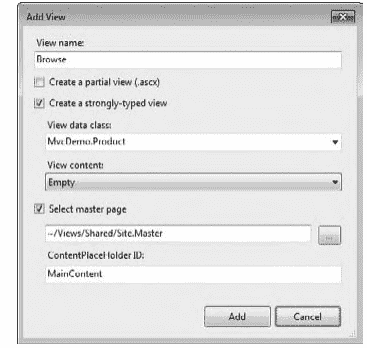 Add View
View name:
Browse
Create a partial view (.ascx)
Create a strongly-typed view
View data class:
MvcDemo.Product
View content:
Empty
Select master page
~/Views/Shared/Site.Master
...
ContentPlaceHolder ID:
MainContent
Add Cancel